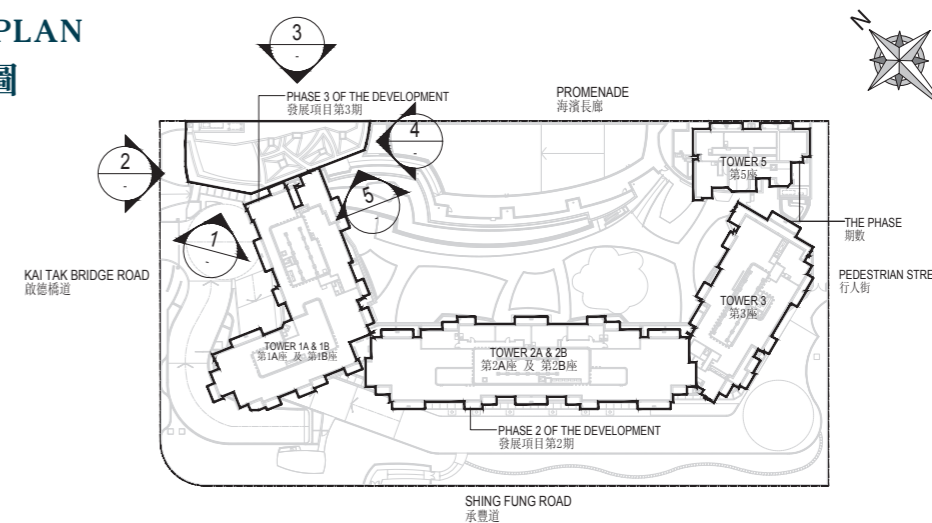 PLAN
圖
N
3
-
PHASE 3 OF THE DEVELOPMENT
發展項目第3期
PROMENADE
海濱長廊
4
-
2
-
TOWER 5
第5座
5
1
1
-
THE PHASE
期數
KAI TAK BRIDGE ROAD
啟德橋道
PEDESTRIAN STRE
行人街
TOWER 3
第3座
TOWER 1A & 1B
第1A座 及 第1B座
TOWER 2A & 2B
第2A座 及 第2B座
PHASE 2 OF THE DEVELOPMENT
發展項目第2期
SHING FUNG ROAD
承豐道